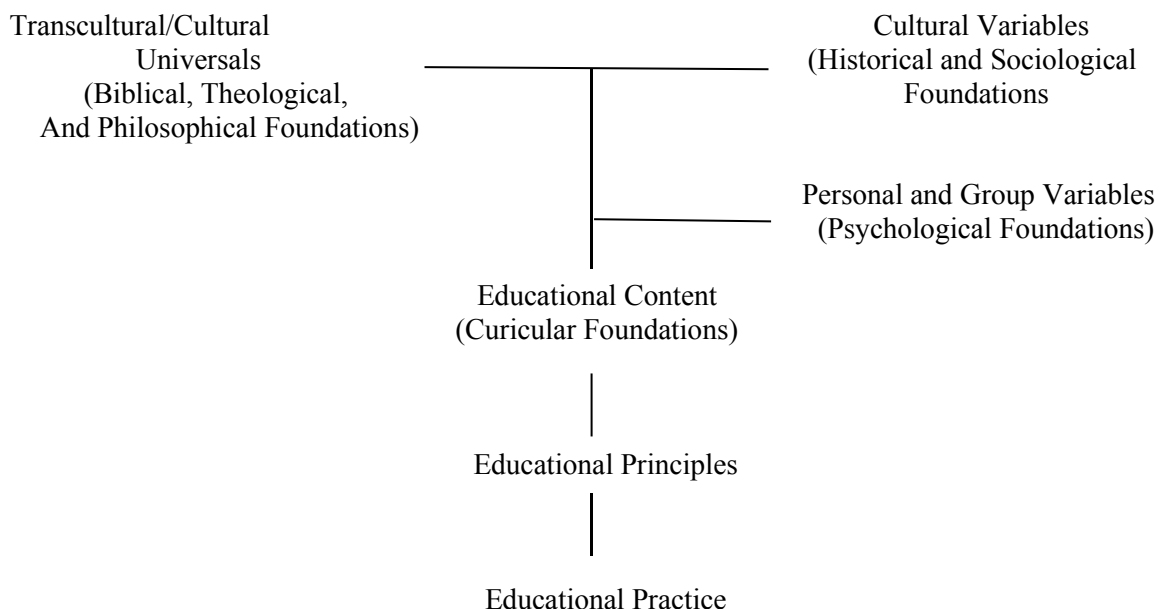 Transcultural/Cultural
Universals
(Biblical, Theological,
And Philosophical Foundations)
Cultural Variables
(Historical and Sociological
Foundations
Personal and Group Variables
(Psychological Foundations)
Educational Content
(Curicular Foundations)
Educational Principles
Educational Practice